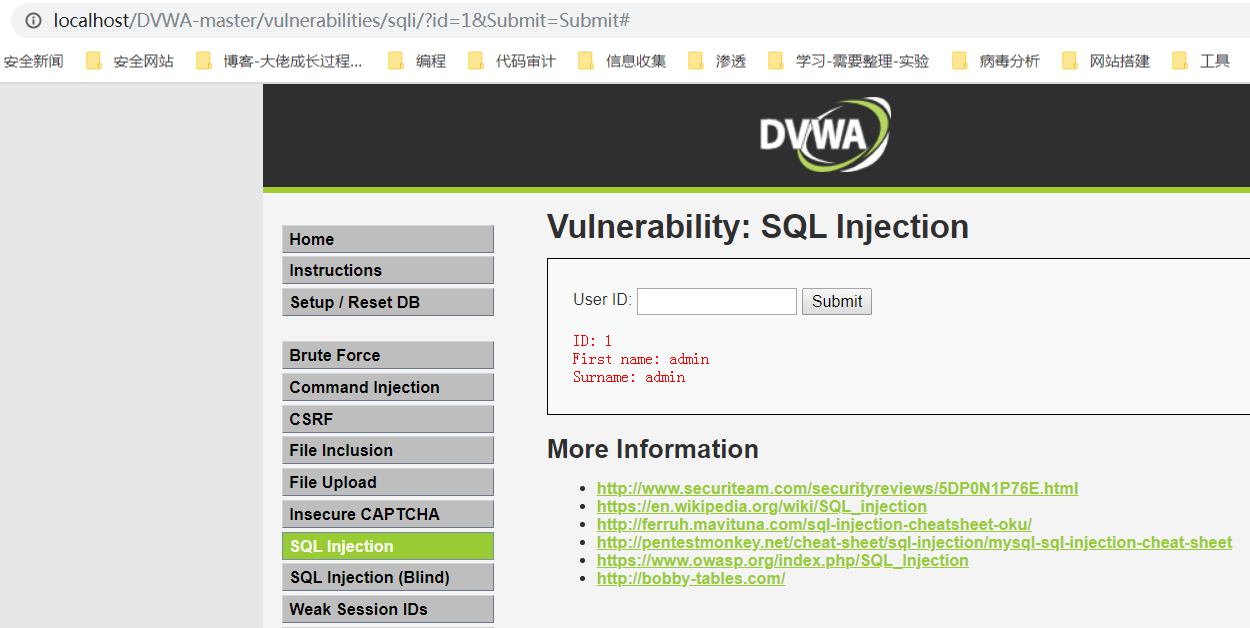 localhost/DVWA-master/vulnerabilities/sqli/?id=1&Submit=Submit#
安全新闻 安全网站 博客-大佬成长过程... 编程 代码审计 信息收集 渗透 学习-需要整理-实验 病毒分析 网站搭建 工具
DVWA
Home
Instructions
Setup / Reset DB
Brute Force
Command Injection
CSRF
File Inclusion
File Upload
Insecure CAPTCHA
SQL Injection
SQL Injection (Blind)
Weak Session IDs
Vulnerability: SQL Injection
User ID: Submit
ID: 1
First name: admin
Surname: admin
More Information
http://www.securiteam.com/securityreviews/5DP0N1P76E.html
https://en.wikipedia.org/wiki/SQL_injection
http://ferruh.mavituna.com/sql-injection-cheatsheet-oku/
http://pentestmonkey.net/cheat-sheet/sql-injection/mysql-sql-injection-cheat-sheet
https://www.owasp.org/index.php/SQL_Injection
http://bobby-tables.com/